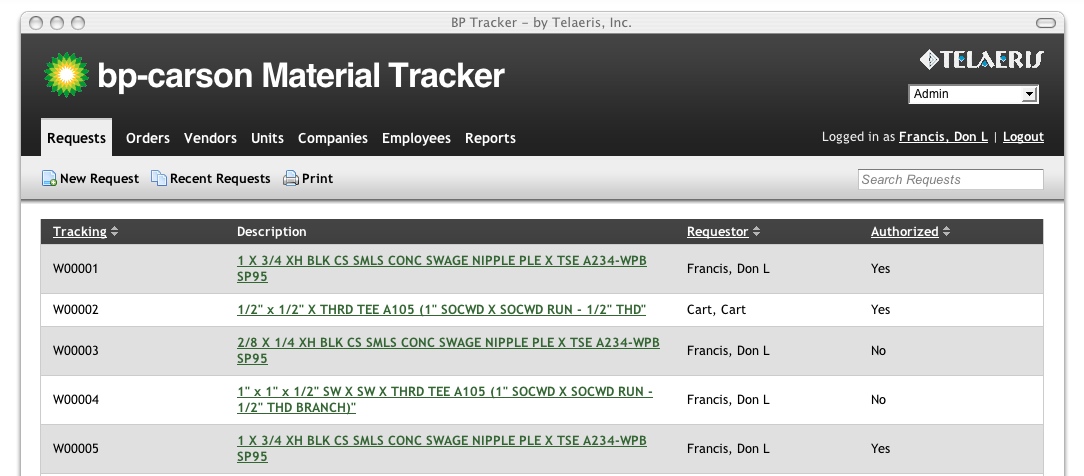 BP Tracker - by Telaeris, Inc.
bp-carson Material Tracker
TELAERIS
Admin
Requests Orders Vendors Units Companies Employees Reports
Logged in as Francis, Don L | Logout
New Request Recent Requests Print
Search Requests
Tracking Description Requestor Authorized
W00001 1 X 3/4 XH BLK CS SMLS CONC SWAGE NIPPLE PLE X TSE A234-WPB Francis, Don L Yes
SP95
W00002 1/2" x 1/2" X THRD TEE A105 (1" SOCWD X SOCWD RUN - 1/2" THD" Cart, Cart Yes
W00003 2/8 X 1/4 XH BLK CS SMLS CONC SWAGE NIPPLE PLE X TSE A234-WPB Francis, Don L No
SP95
W00004 1" x 1" x 1/2" SW X SW X THRD TEE A105 (1" SOCWD X SOCWD RUN - Francis, Don L No
1/2" THD BRANCH)"
W00005 1 X 3/4 XH BLK CS SMLS CONC SWAGE NIPPLE PLE X TSE A234-WPB Francis, Don L Yes
SP95